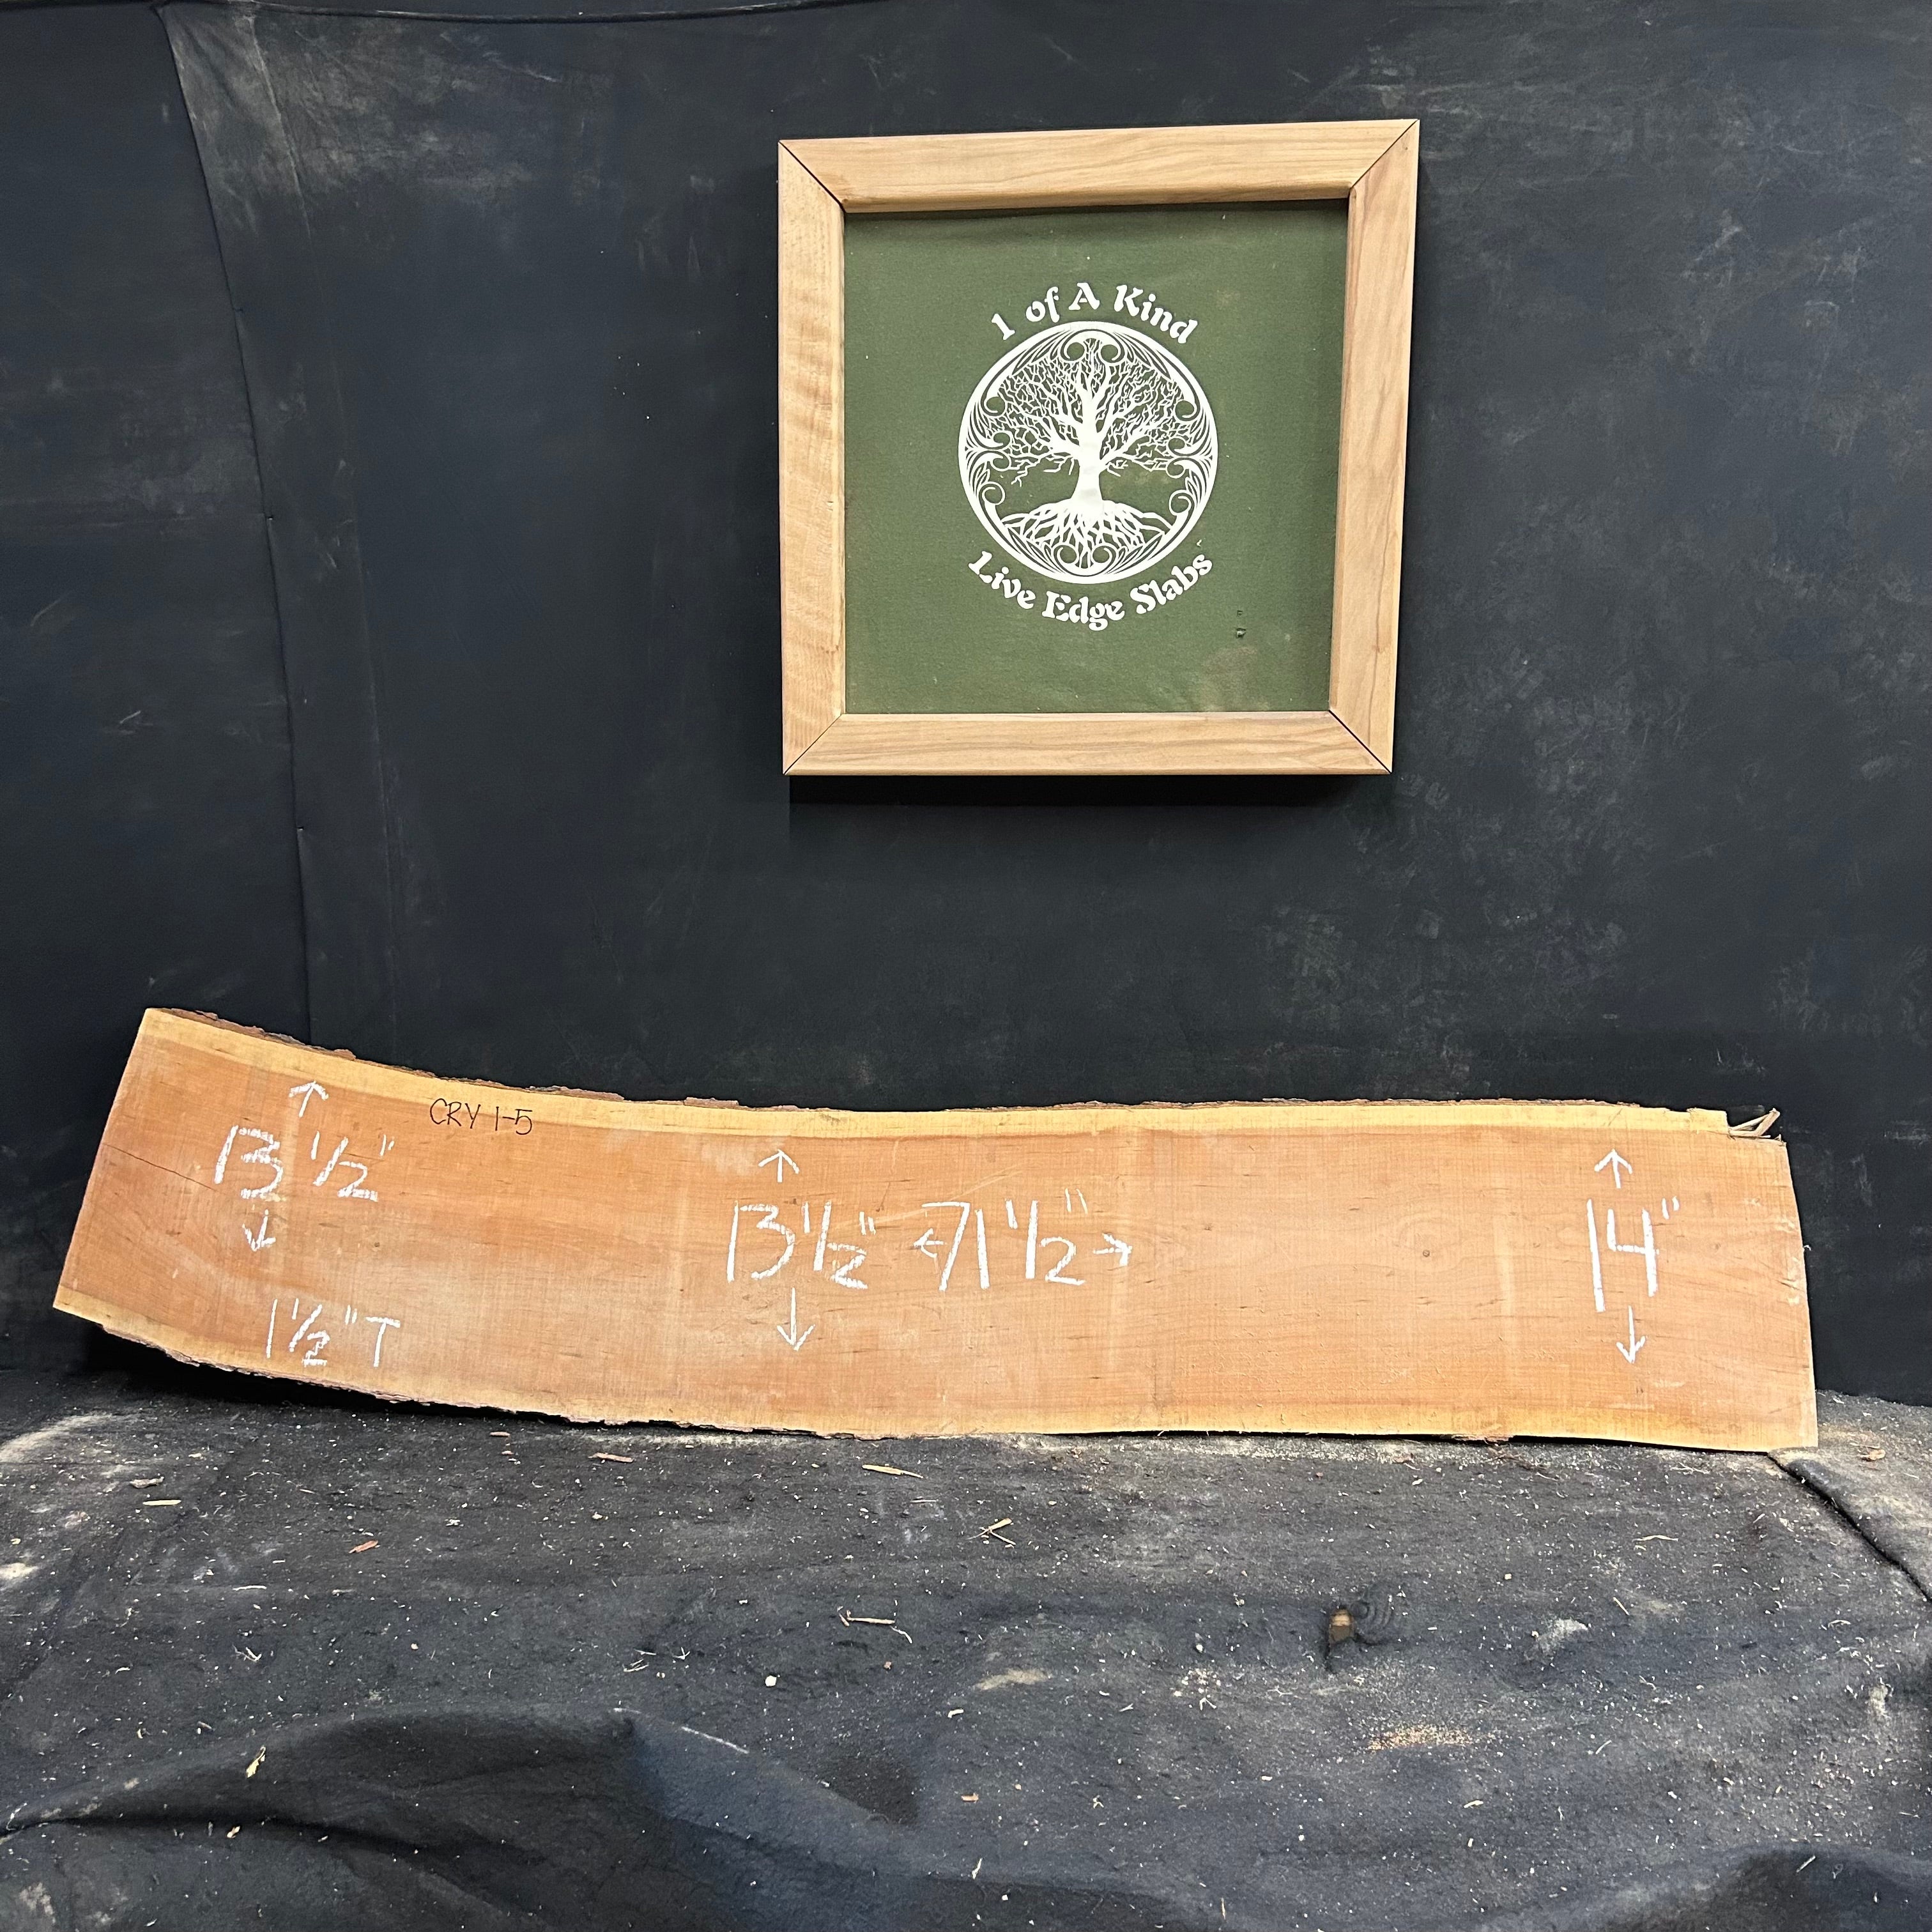 1 of A Kind
Live Edge Slabs
CRY 1-5
13 1/2"
13 1/2" 71 1/2"
14"
1 1/2" T